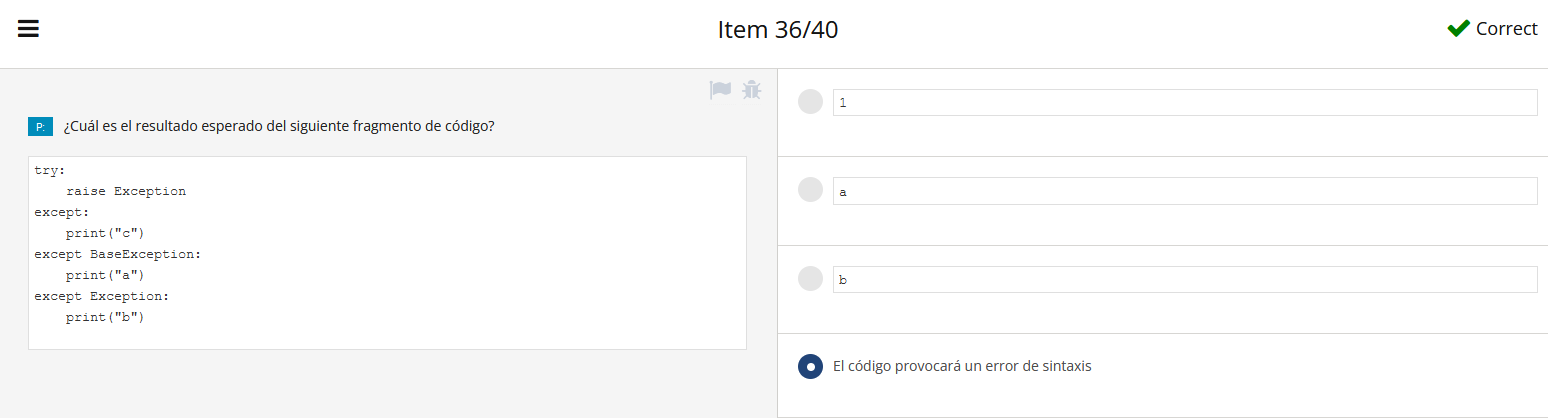 Item 36/40
Correct
P: ¿Cuál es el resultado esperado del siguiente fragmento de código?
try:
    raise Exception
except:
    print("c")
except BaseException:
    print("a")
except Exception:
    print("b")
1
a
b
El código provocará un error de sintaxis